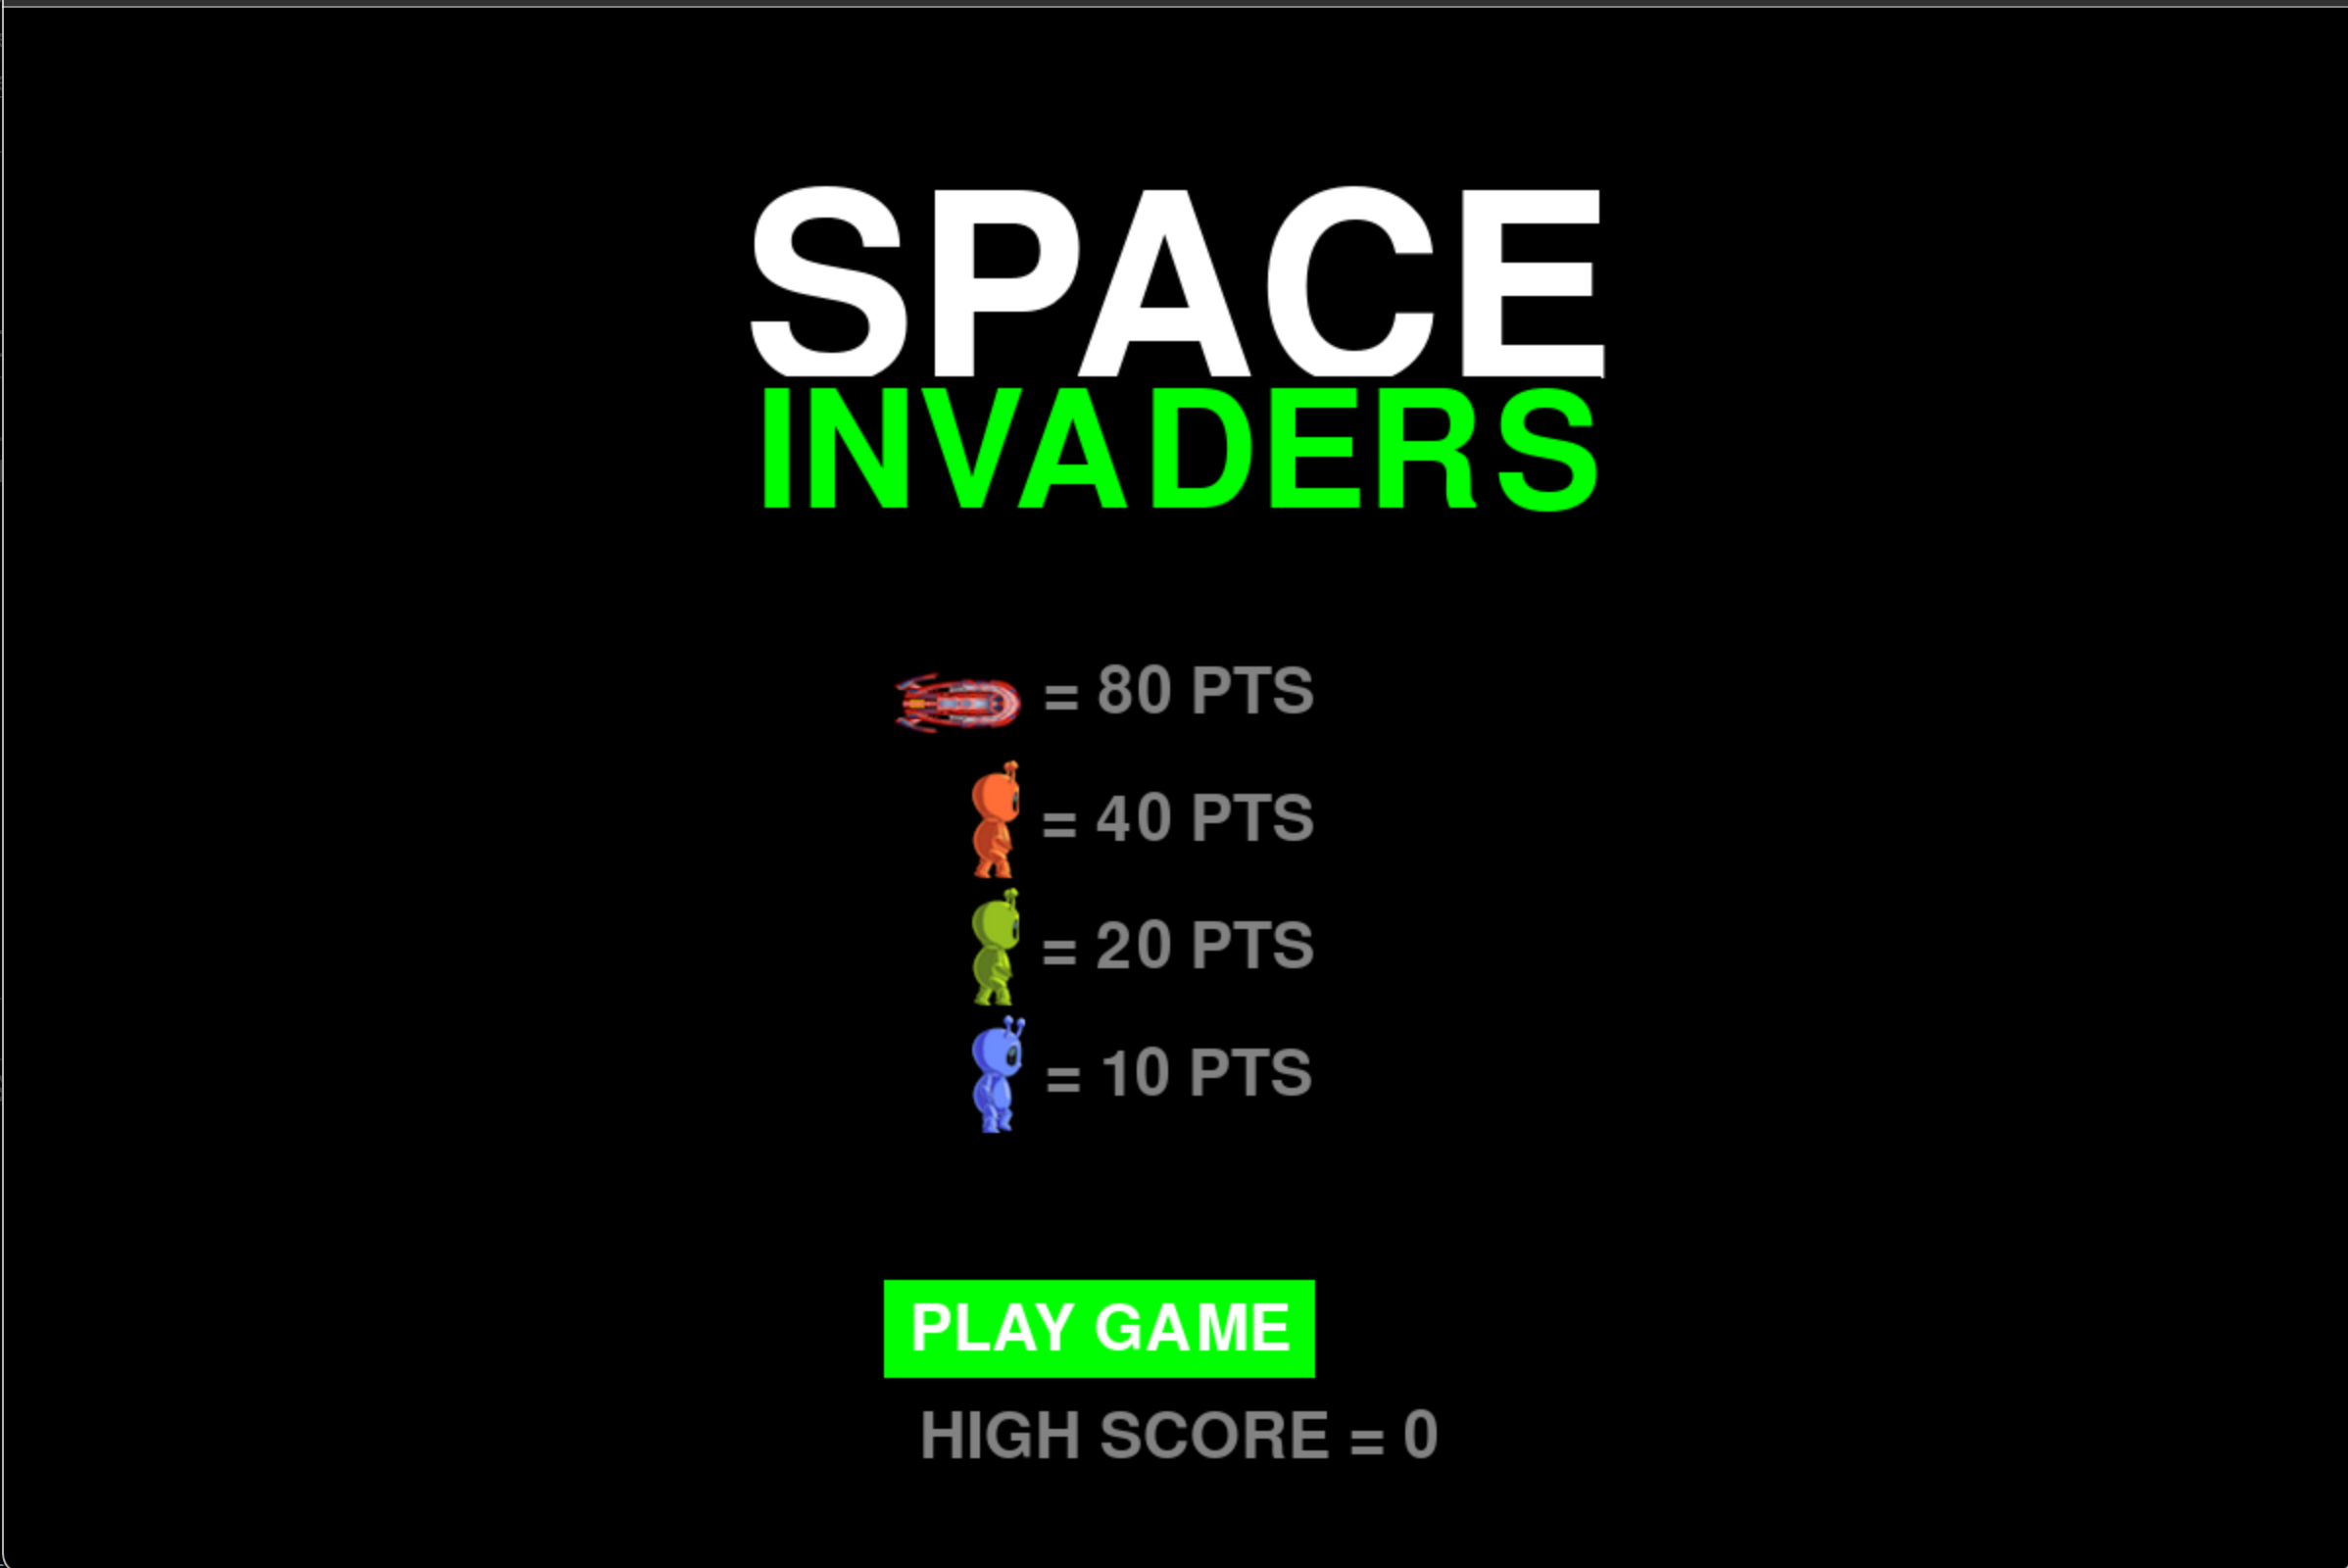 SPACE
INVADERS
= 80 PTS
= 40 PTS
= 20 PTS
= 10 PTS
PLAY GAME
HIGH SCORE = 0